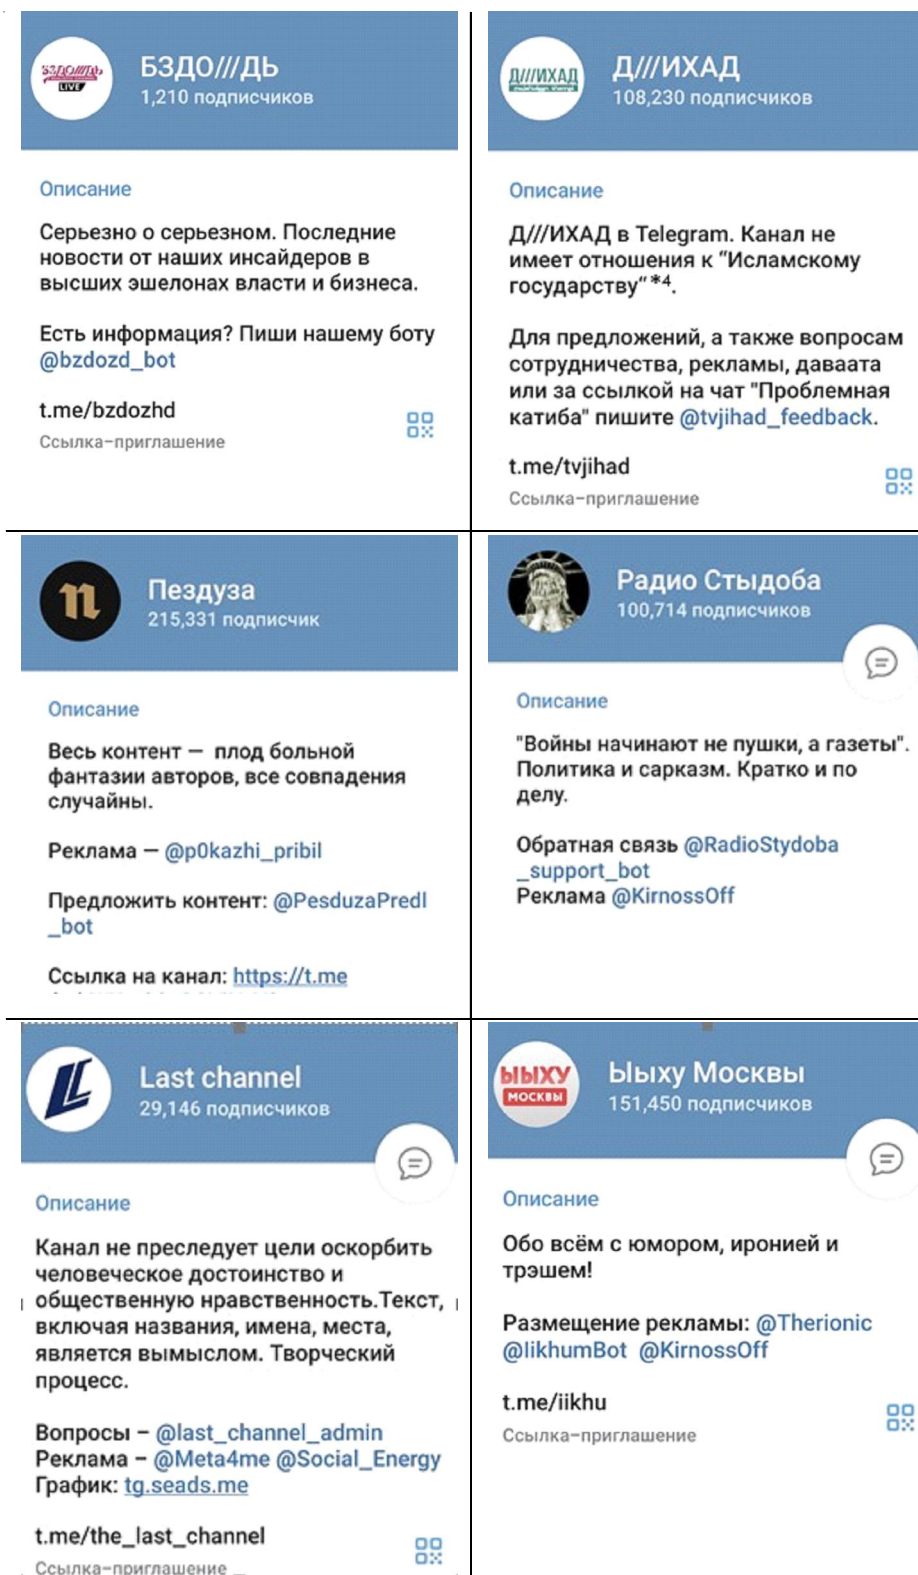 БЗДО///ДЬ
LIVE
БЗДО///ДЬ
1,210 подписчиков
Описание
Серьезно о серьезном. Последние
новости от наших инсайдеров в
высших эшелонах власти и бизнеса.
Есть информация? Пиши нашему боту
@bzdozd_bot
t.me/bzdozhd
Ссылка-приглашение
Д///ИХАД
Д///ИХАД
108,230 подписчиков
Описание
Д///ИХАД в Telegram. Канал не
имеет отношения к “Исламскому
государству”*4.
Для предложений, а также вопросам
сотрудничества, рекламы, даваата
или за ссылкой на чат "Проблемная
катиба" пишите @tvjihad_feedback.
t.me/tvjihad
Ссылка-приглашение
п
Пездуза
215,331 подписчик
Описание
Весь контент — плод больной
фантазии авторов, все совпадения
случайны.
Реклама — @p0kazhi_pribil
Предложить контент: @PesduzaPredl
_bot
Ссылка на канал: https://t.me
Радио Стыдоба
100,714 подписчиков
Описание
"Войны начинают не пушки, а газеты".
Политика и сарказм. Кратко и по
делу.
Обратная связь @RadioStydoba
_support_bot
Реклама @KirnossOff
LL
Last channel
29,146 подписчиков
Описание
Канал не преследует цели оскорбить
человеческое достоинство и
общественную нравственность.Текст,
включая названия, имена, места,
является вымыслом. Творческий
процесс.
Вопросы – @last_channel_admin
Реклама – @Meta4me @Social_Energy
График: tg.seads.me
t.me/the_last_channel
Ссылка-приглашение
ЫЫХУ
МОСКВЫ
Ыыху Москвы
151,450 подписчиков
Описание
Обо всём с юмором, иронией и
трэшем!
Размещение рекламы: @Therionic
@IikhumBot @KirnossOff
t.me/iikhu
Ссылка-приглашение